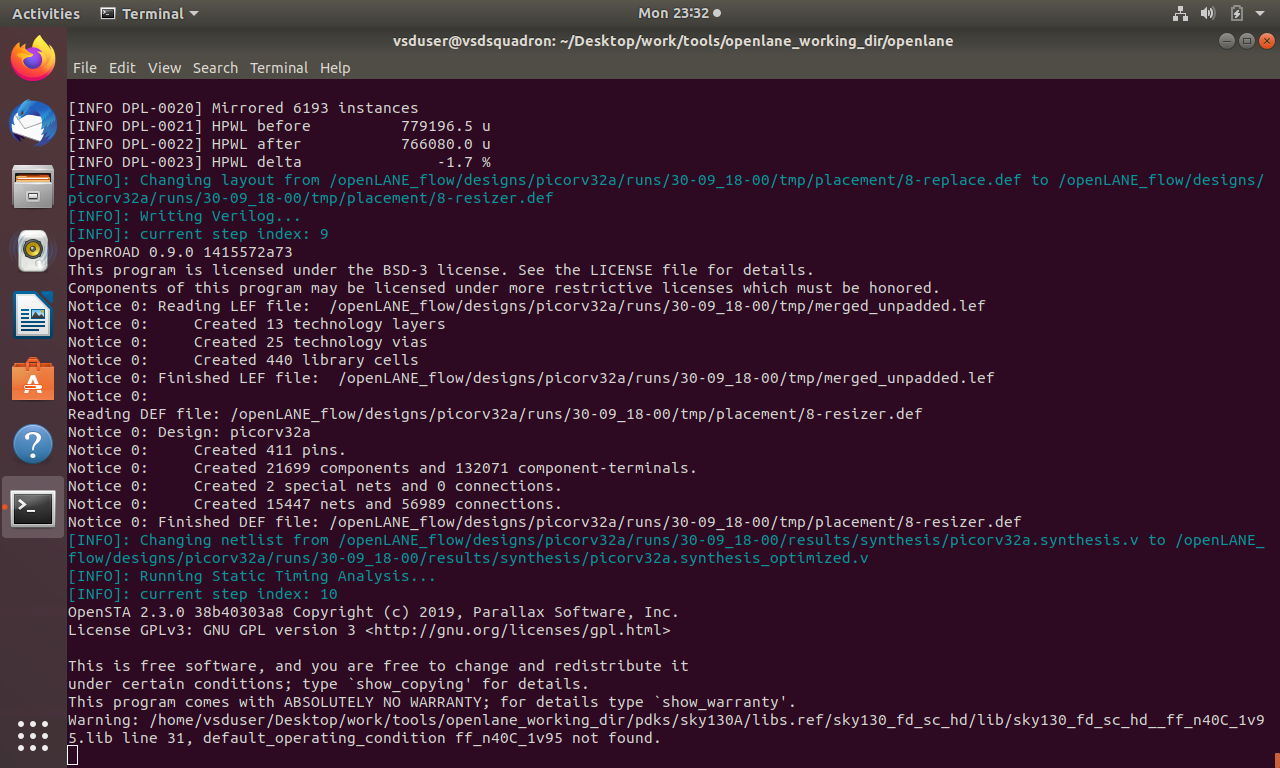 Activities Terminal Mon 23:32
vsduser@vsdsquadron: ~/Desktop/work/tools/openlane_working_dir/openlane
File Edit View Search Terminal Help
[INFO DPL-0020] Mirrored 6193 instances
[INFO DPL-0021] HPWL before          779196.5 u
[INFO DPL-0022] HPWL after           766080.0 u
[INFO DPL-0023] HPWL delta               -1.7 %
[INFO]: Changing layout from /openLANE_flow/designs/picorv32a/runs/30-09_18-00/tmp/placement/8-replace.def to /openLANE_flow/designs/
picorv32a/runs/30-09_18-00/tmp/placement/8-resizer.def
[INFO]: Writing Verilog...
[INFO]: current step index: 9
OpenROAD 0.9.0 1415572a73
This program is licensed under the BSD-3 license. See the LICENSE file for details.
Components of this program may be licensed under more restrictive licenses which must be honored.
Notice 0: Reading LEF file:  /openLANE_flow/designs/picorv32a/runs/30-09_18-00/tmp/merged_unpadded.lef
Notice 0:     Created 13 technology layers
Notice 0:     Created 25 technology vias
Notice 0:     Created 440 library cells
Notice 0: Finished LEF file:  /openLANE_flow/designs/picorv32a/runs/30-09_18-00/tmp/merged_unpadded.lef
Notice 0:
Reading DEF file: /openLANE_flow/designs/picorv32a/runs/30-09_18-00/tmp/placement/8-resizer.def
Notice 0: Design: picorv32a
Notice 0:     Created 411 pins.
Notice 0:     Created 21699 components and 132071 component-terminals.
Notice 0:     Created 2 special nets and 0 connections.
Notice 0:     Created 15447 nets and 56989 connections.
Notice 0: Finished DEF file: /openLANE_flow/designs/picorv32a/runs/30-09_18-00/tmp/placement/8-resizer.def
[INFO]: Changing netlist from /openLANE_flow/designs/picorv32a/runs/30-09_18-00/results/synthesis/picorv32a.synthesis.v to /openLANE_
flow/designs/picorv32a/runs/30-09_18-00/results/synthesis/picorv32a.synthesis_optimized.v
[INFO]: Running Static Timing Analysis...
[INFO]: current step index: 10
OpenSTA 2.3.0 38b40303a8 Copyright (c) 2019, Parallax Software, Inc.
License GPLv3: GNU GPL version 3 <http://gnu.org/licenses/gpl.html>
This is free software, and you are free to change and redistribute it
under certain conditions; type `show_copying' for details.
This program comes with ABSOLUTELY NO WARRANTY; for details type `show_warranty'.
Warning: /home/vsduser/Desktop/work/tools/openlane_working_dir/pdks/sky130A/libs.ref/sky130_fd_sc_hd/lib/sky130_fd_sc_hd__ff_n40C_1v9
5.lib line 31, default_operating_condition ff_n40C_1v95 not found.